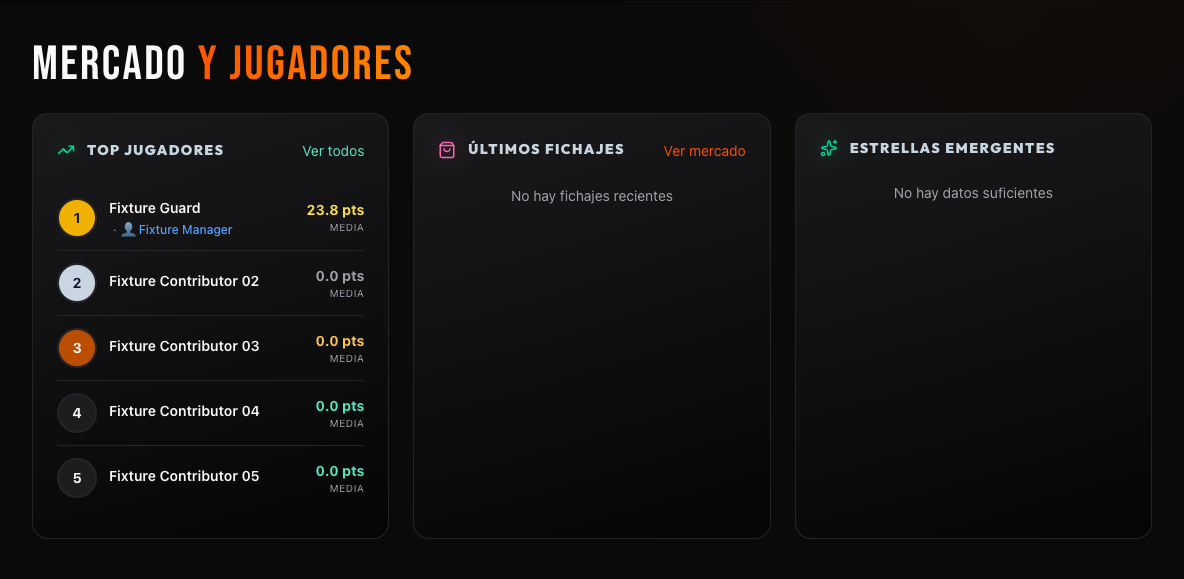 MERCADO Y JUGADORES
TOP JUGADORES
Ver todos
1
Fixture Guard
· 👤 Fixture Manager
23.8 pts
MEDIA
2
Fixture Contributor 02
0.0 pts
MEDIA
3
Fixture Contributor 03
0.0 pts
MEDIA
4
Fixture Contributor 04
0.0 pts
MEDIA
5
Fixture Contributor 05
0.0 pts
MEDIA
ÚLTIMOS FICHAJES
Ver mercado
No hay fichajes recientes
ESTRELLAS EMERGENTES
No hay datos suficientes